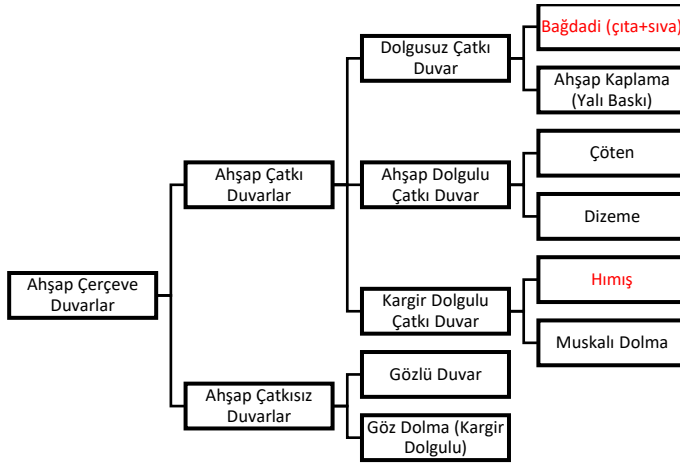 Bağdadi (çıta+sıva)
Dolgusuz Çatkı
Duvar
Ahşap Kaplama
(Yalı Baskı)
Ahşap Çatkı
Duvarlar
Ahşap Dolgulu
Çatkı Duvar
Çöten
Dizeme
Ahşap Çerçeve
Duvarlar
Kargir Dolgulu
Çatkı Duvar
Hımış
Muskalı Dolma
Ahşap Çatkısız
Duvarlar
Gözlü Duvar
Göz Dolma (Kargir
Dolgulu)